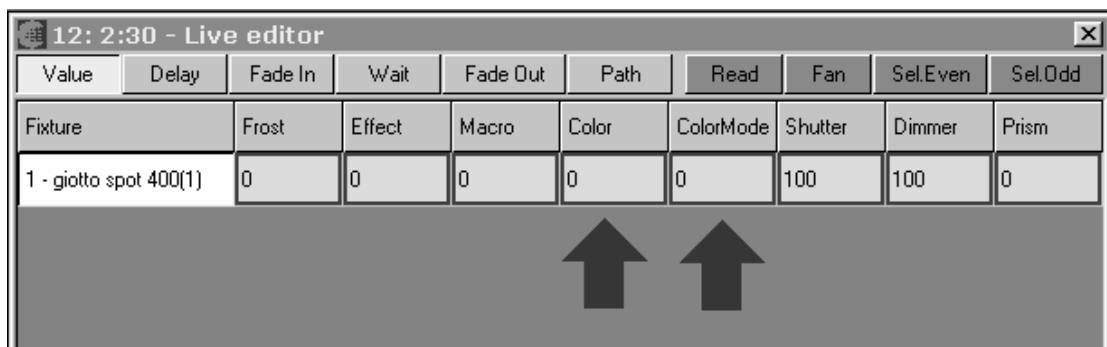 12: 2:30 - Live editor
Value Delay Fade In Wait Fade Out Path Read Fan Sel.Even Sel.Odd
Fixture Frost Effect Macro Color ColorMode Shutter Dimmer Prism
1 - giotto spot 400(1) 0 0 0 0 0 100 100 0